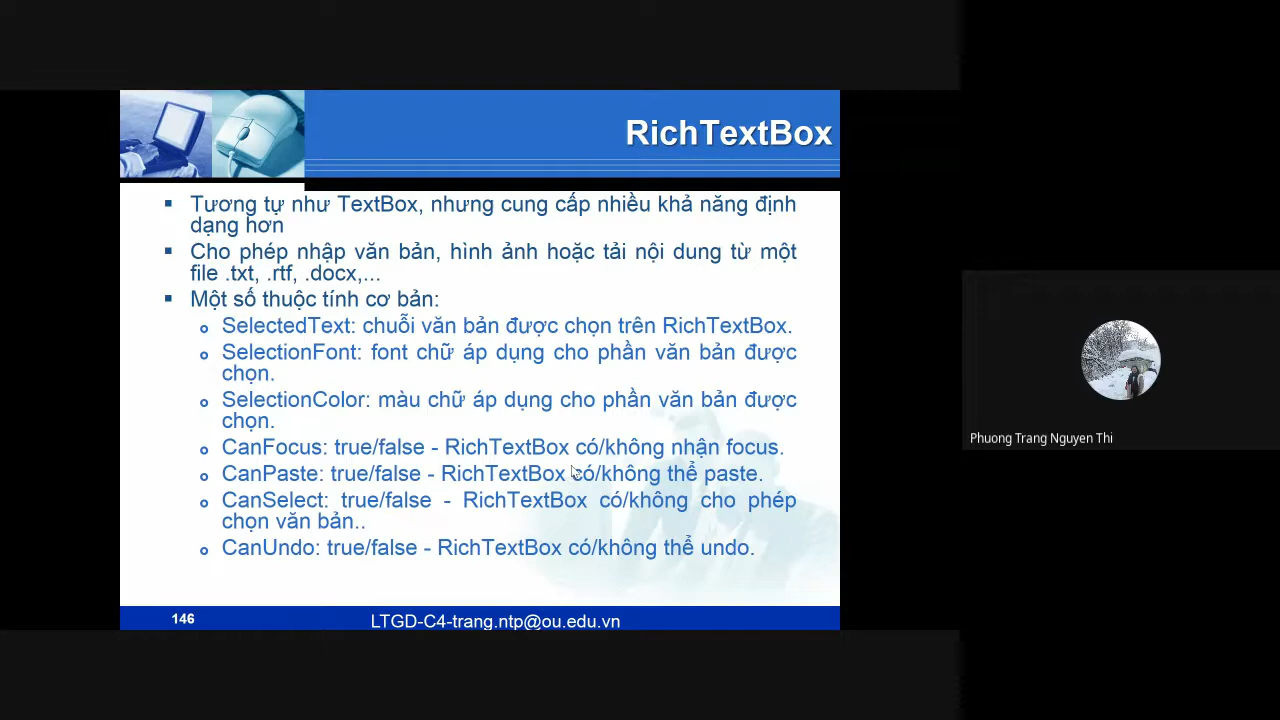 RichTextBox
Tương tự như TextBox, nhưng cung cấp nhiều khả năng định
dạng hơn
Cho phép nhập văn bản, hình ảnh hoặc tải nội dung từ một
file .txt, .rtf, .docx,...
Một số thuộc tính cơ bản:
SelectedText: chuỗi văn bản được chọn trên RichTextBox.
SelectionFont: font chữ áp dụng cho phần văn bản được
chọn.
SelectionColor: màu chữ áp dụng cho phần văn bản được
chọn.
CanFocus: true/false - RichTextBox có/không nhận focus.
CanPaste: true/false - RichTextBox có/không thể paste.
CanSelect: true/false - RichTextBox có/không cho phép
chọn văn bản..
CanUndo: true/false - RichTextBox có/không thể undo.
146
LTGD-C4-trang.ntp@ou.edu.vn
Phuong Trang Nguyen Thi